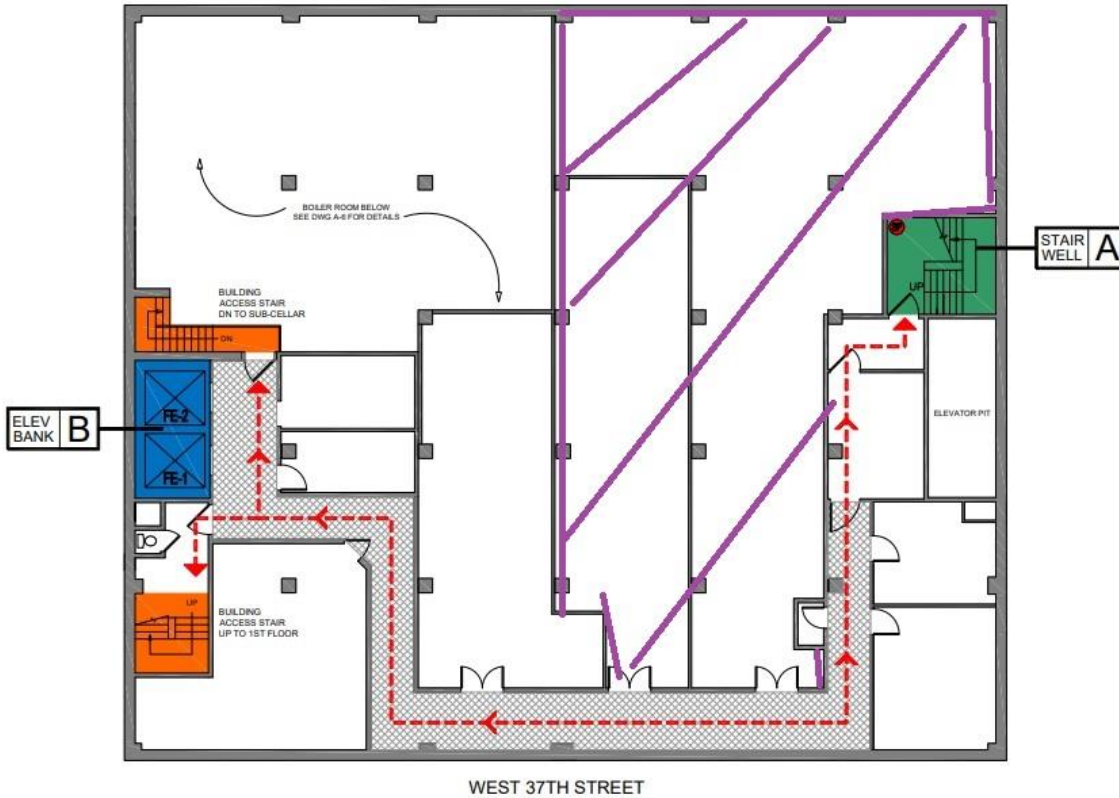 BOILER ROOM BELOW
SEE DWG A-6 FOR DETAILS
STAIR
WELL
A
UP
BUILDING
ACCESS STAIR
DN TO SUB-CELLAR
DN
ELEV
BANK
B
FE-2
FE-1
ELEVATOR PIT
UP
BUILDING
ACCESS STAIR
UP TO 1ST FLOOR
WEST 37TH STREET